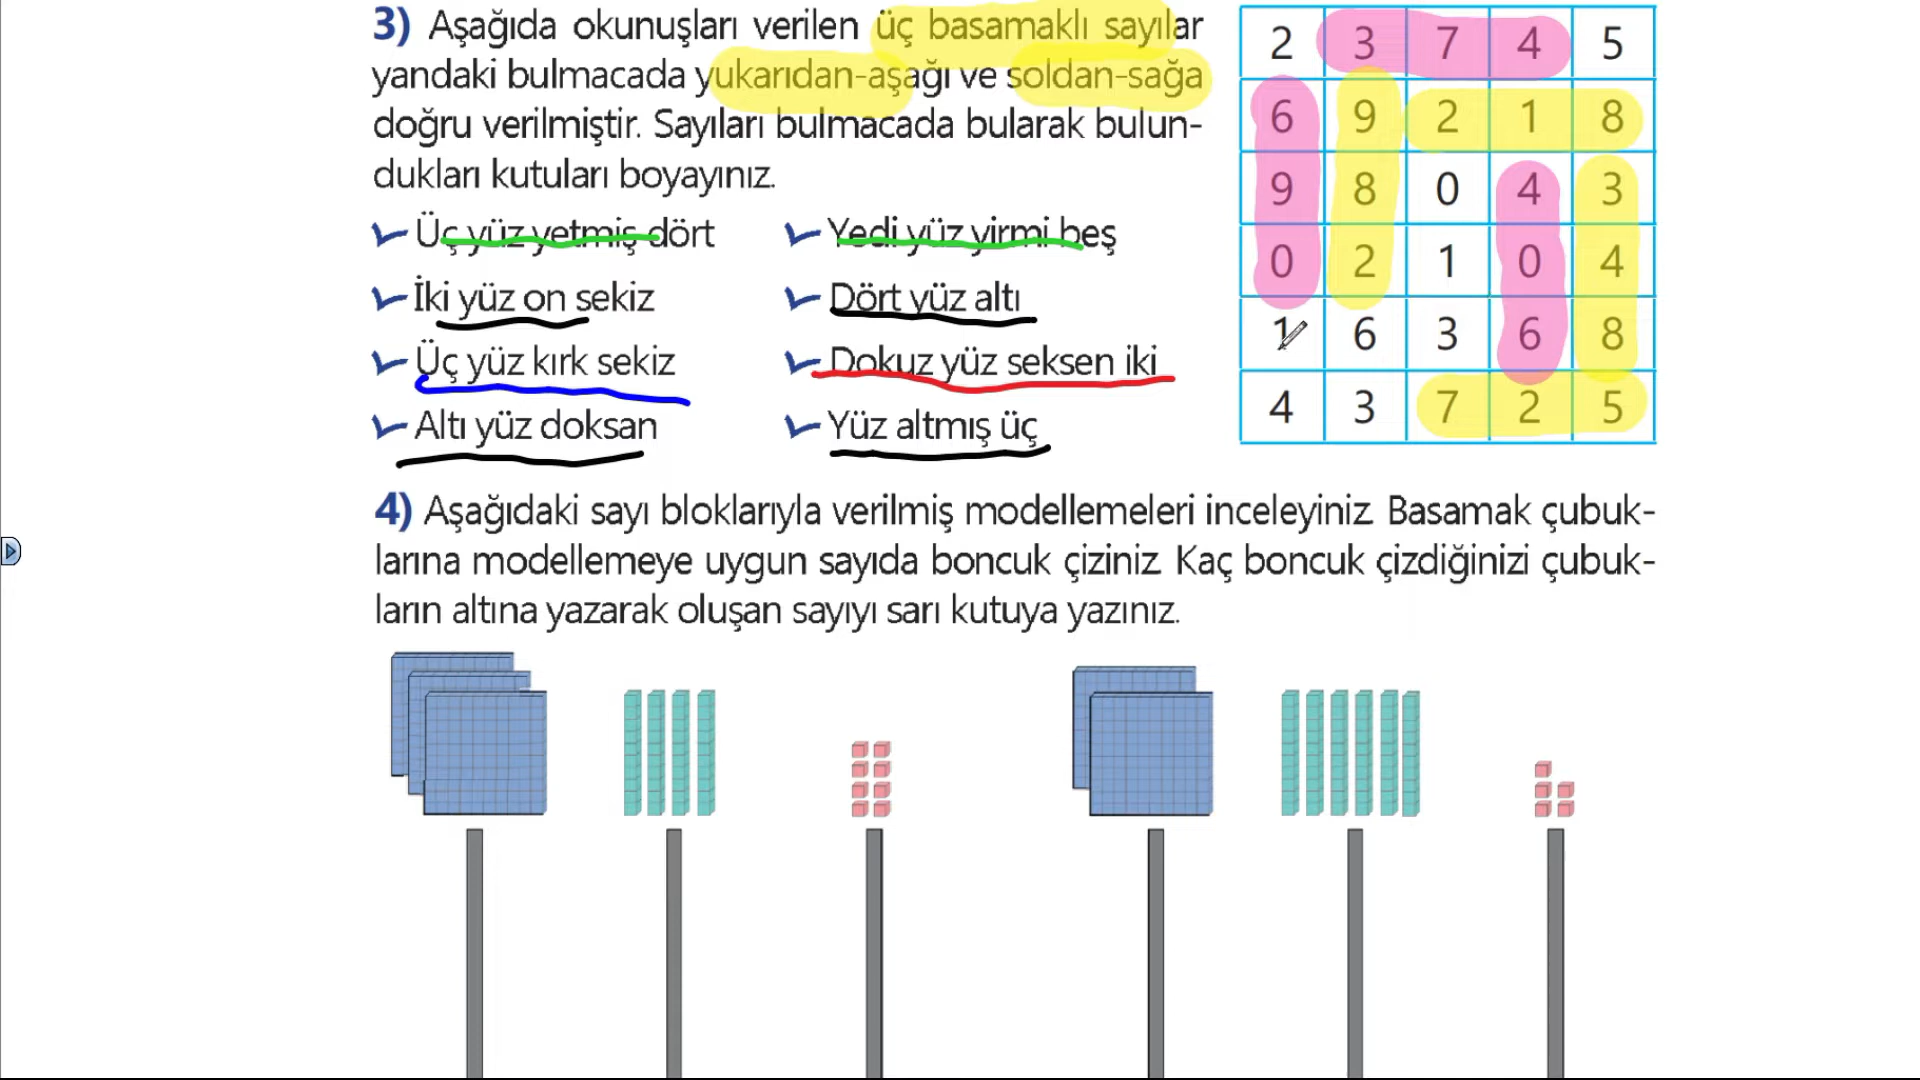 3) Aşağıda okunuşları verilen üç basamaklı sayılar
yandaki bulmacada yukarıdan-aşağı ve soldan-sağa
doğru verilmiştir. Sayıları bulmacada bularak bulun-
dukları kutuları boyayınız.
Üç yüz yetmiş dört
Yedi yüz yirmi beş
İki yüz on sekiz
Dört yüz altı
Üç yüz kırk sekiz
Dokuz yüz seksen iki
Altı yüz doksan
Yüz altmış üç
2 3 7 4 5
6 9 2 1 8
9 8 0 4 3
0 2 1 0 4
1 6 3 6 8
4 3 7 2 5
4) Aşağıdaki sayı bloklarıyla verilmiş modellemeleri inceleyiniz. Basamak çubuk-
larına modellemeye uygun sayıda boncuk çiziniz. Kaç boncuk çizdiğinizi çubuk-
ların altına yazarak oluşan sayıyı sarı kutuya yazınız.